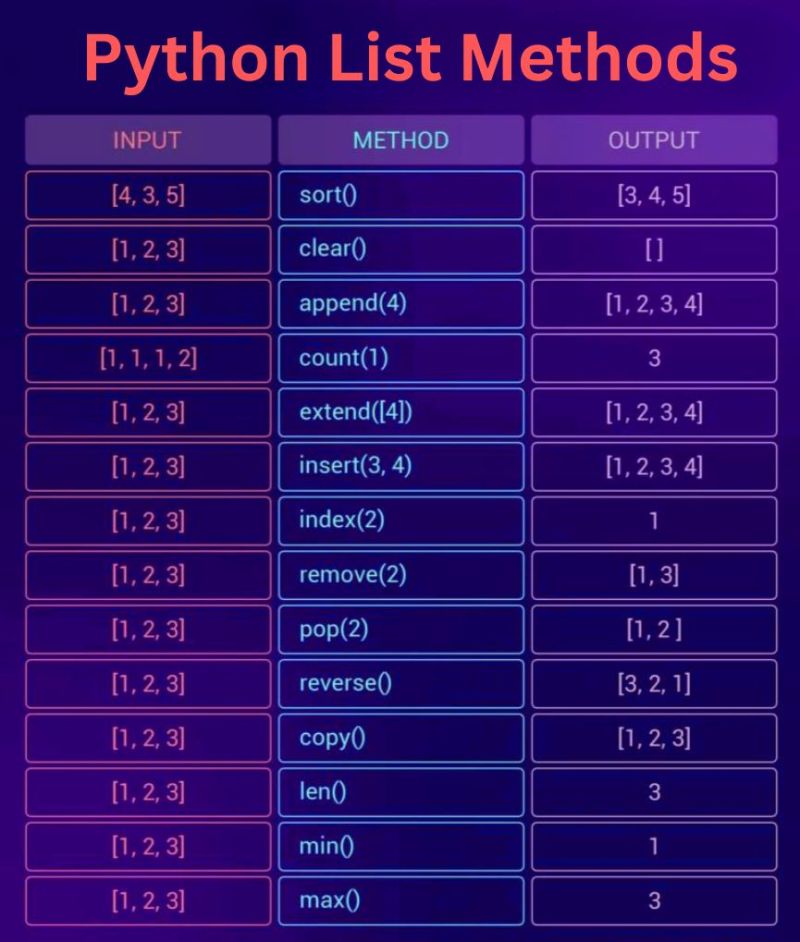 Python List Methods
INPUT METHOD OUTPUT
[4, 3, 5] sort() [3, 4, 5]
[1, 2, 3] clear() [ ]
[1, 2, 3] append(4) [1, 2, 3, 4]
[1, 1, 1, 2] count(1) 3
[1, 2, 3] extend([4]) [1, 2, 3, 4]
[1, 2, 3] insert(3, 4) [1, 2, 3, 4]
[1, 2, 3] index(2) 1
[1, 2, 3] remove(2) [1, 3]
[1, 2, 3] pop(2) [1, 2 ]
[1, 2, 3] reverse() [3, 2, 1]
[1, 2, 3] copy() [1, 2, 3]
[1, 2, 3] len() 3
[1, 2, 3] min() 1
[1, 2, 3] max() 3